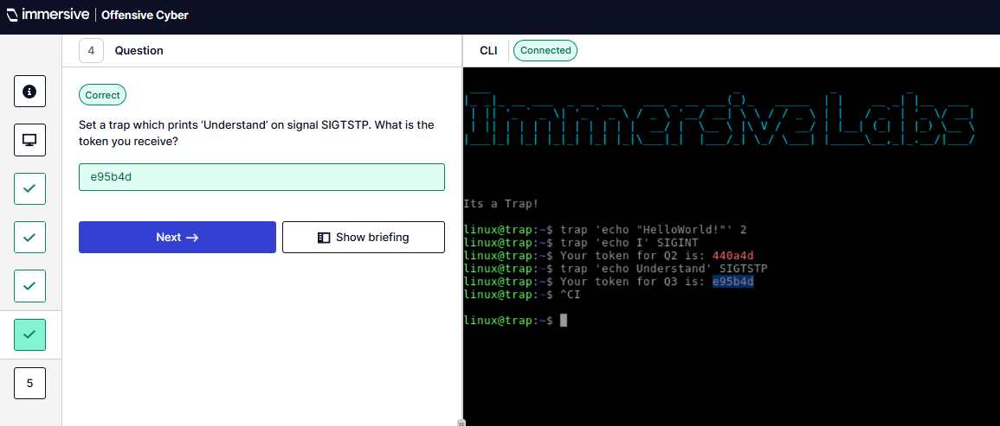 immersive | Offensive Cyber
4 Question
CLI Connected
Correct
Set a trap which prints ‘Understand’ on signal SIGTSTP. What is the
token you receive?
e95b4d
Next →
Show briefing
5
Immersive Labs
Its a Trap!
linux@trap:~$ trap 'echo "HelloWorld!"' 2
linux@trap:~$ trap 'echo I' SIGINT
linux@trap:~$ Your token for Q2 is: 440a4d
linux@trap:~$ trap 'echo Understand' SIGTSTP
linux@trap:~$ Your token for Q3 is: e95b4d
linux@trap:~$ ^CI
linux@trap:~$